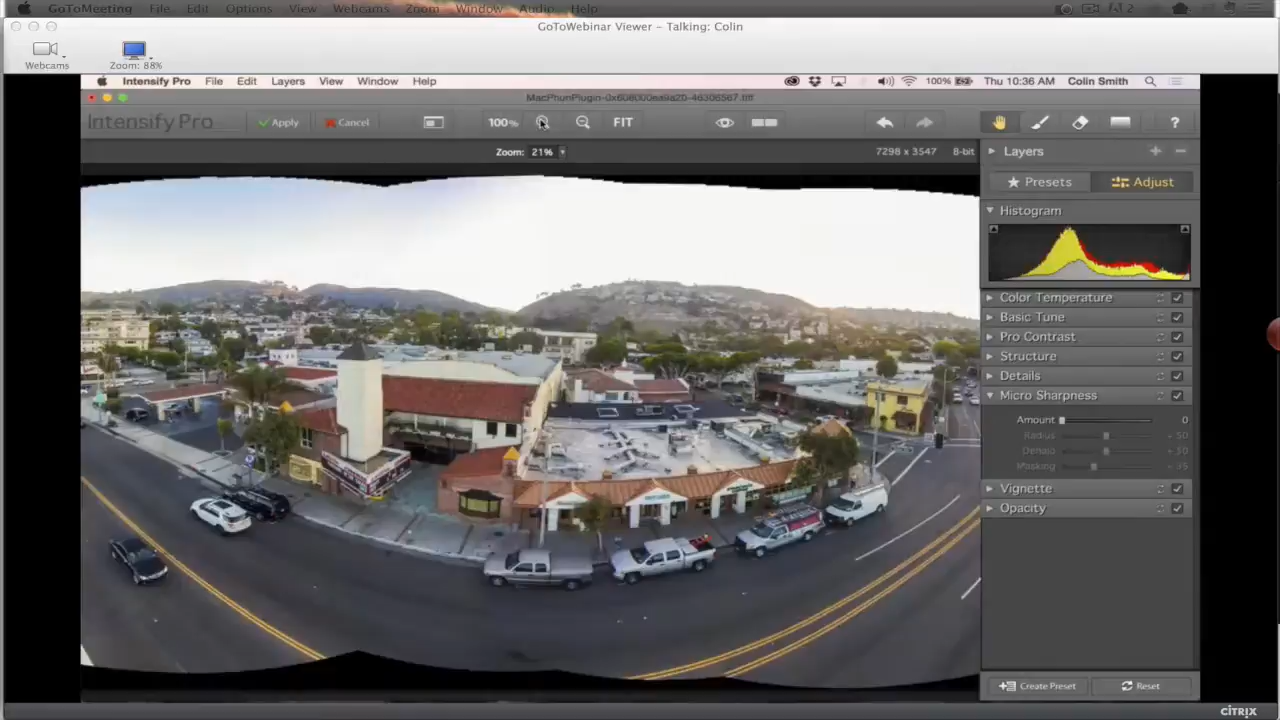 GoToMeeting File Edit Options View Webcams Zoom Window Audio Help
GoToWebinar Viewer – Talking: Colin
Webcams
Zoom: 88%
Intensify Pro File Edit Layers View Window Help 100% Thu 10:36 AM Colin Smith
Intensify Pro Apply Cancel 100% FIT ?
Zoom: 21% 7298 x 3547 8-bit
Layers
Presets Adjust
Histogram
Color Temperature
Basic Tune
Pro Contrast
Structure
Details
Micro Sharpness
Amount 0
Radius
Masking
Vignette
Opacity
Create Preset Reset
CITRIX